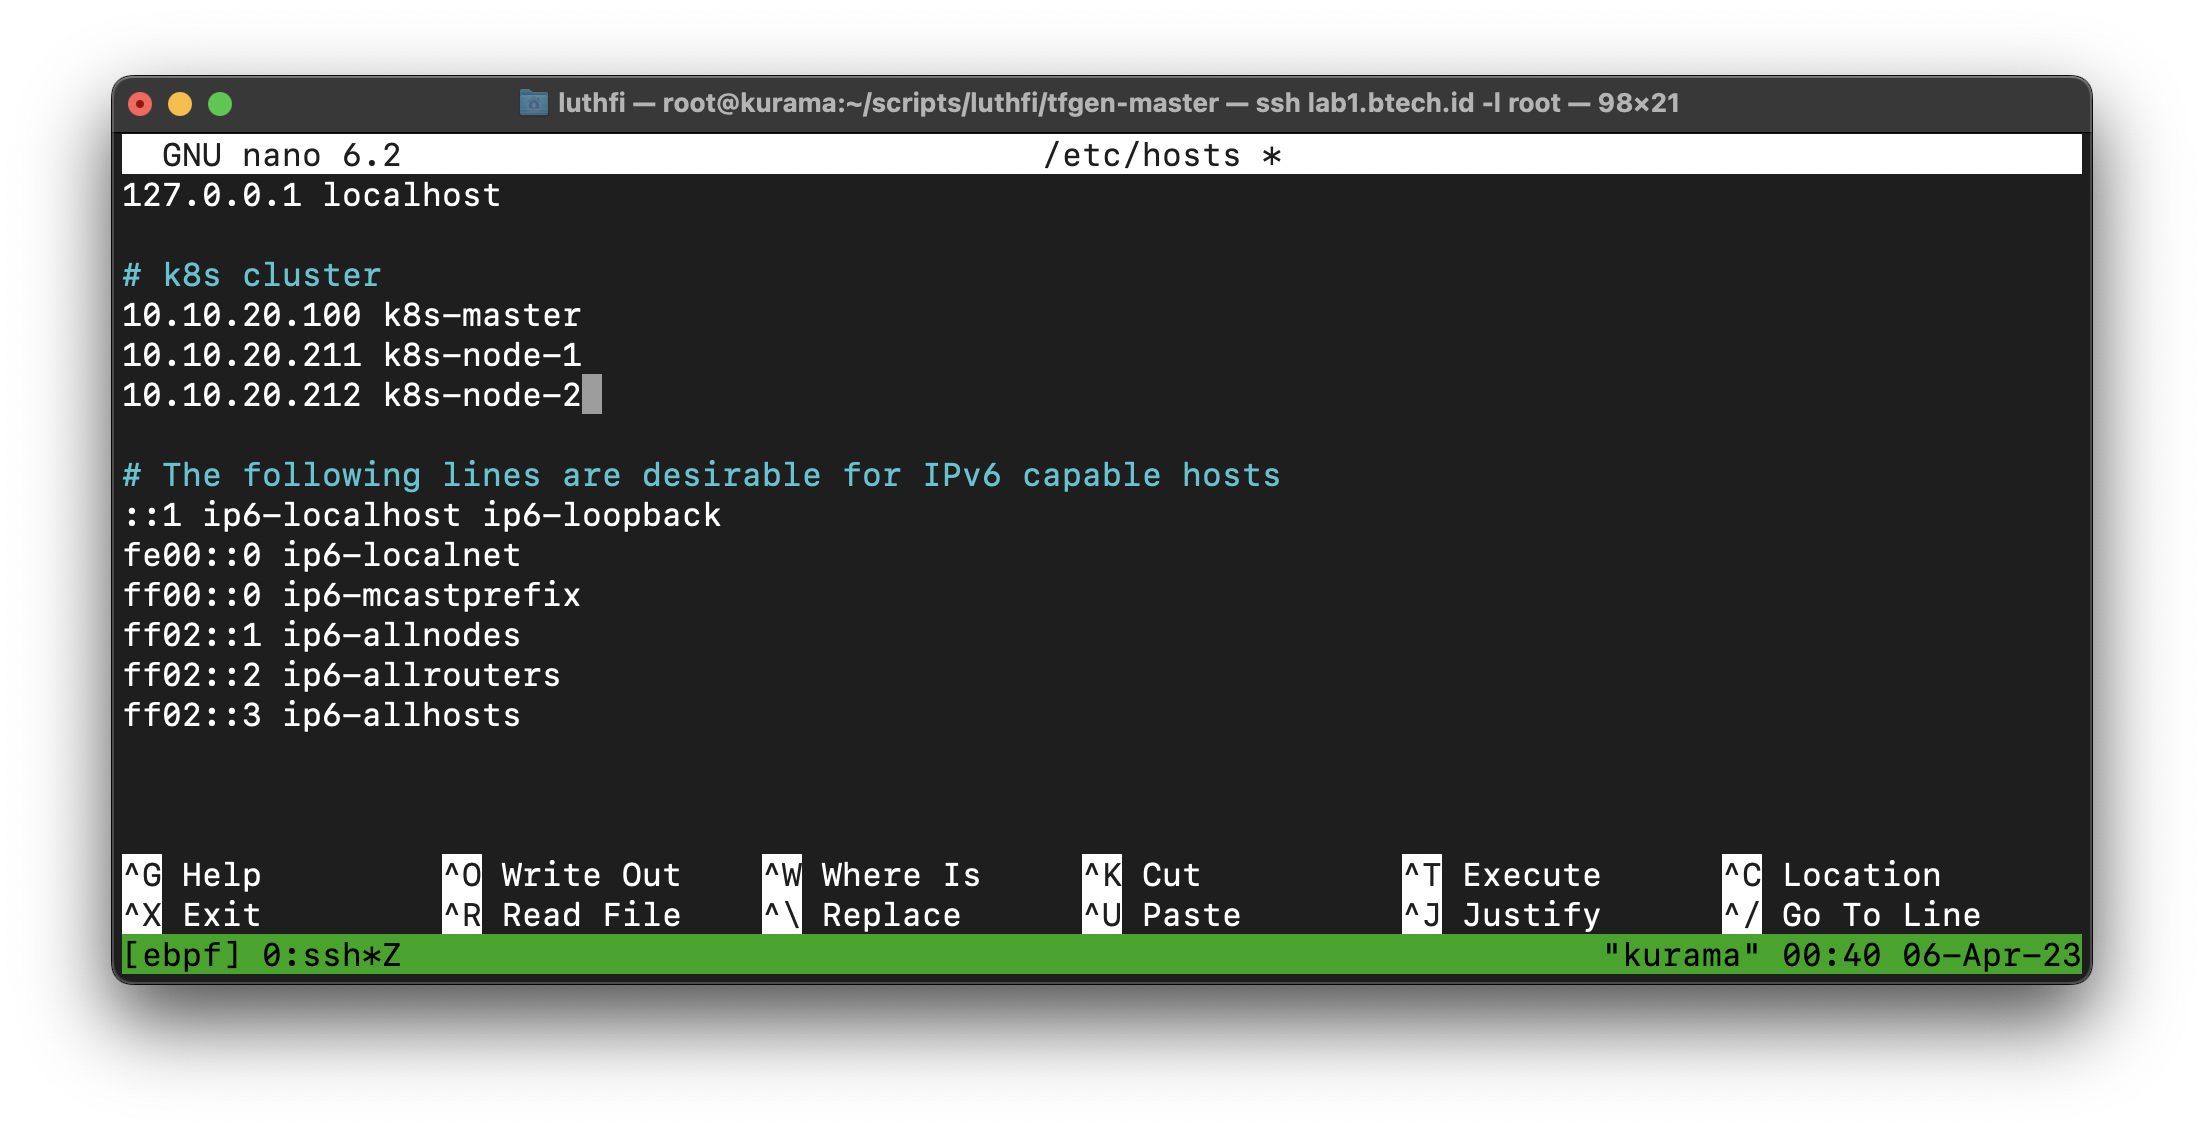 luthfi — root@kurama:~/scripts/luthfi/tfgen-master — ssh lab1.btech.id -l root — 98×21
GNU nano 6.2 /etc/hosts *
127.0.0.1 localhost
# k8s cluster
10.10.20.100 k8s-master
10.10.20.211 k8s-node-1
10.10.20.212 k8s-node-2
# The following lines are desirable for IPv6 capable hosts
::1 ip6-localhost ip6-loopback
fe00::0 ip6-localnet
ff00::0 ip6-mcastprefix
ff02::1 ip6-allnodes
ff02::2 ip6-allrouters
ff02::3 ip6-allhosts
^G Help ^O Write Out ^W Where Is ^K Cut ^T Execute ^C Location
^X Exit ^R Read File ^\ Replace ^U Paste ^J Justify ^/ Go To Line
[ebpf] 0:ssh*Z "kurama" 00:40 06-Apr-23